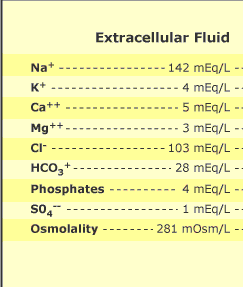 Extracellular Fluid
Na⁺ --------------- 142 mEq/L --
K⁺ ----------------- 4 mEq/L --
Ca⁺⁺ --------------- 5 mEq/L --
Mg⁺⁺ -------------- 3 mEq/L --
Cl⁻ --------------- 103 mEq/L --
HCO₃⁺ ------------- 28 mEq/L --
Phosphates --------- 4 mEq/L --
S0₄⁻⁻ -------------- 1 mEq/L --
Osmolality ------- 281 mOsm/L --